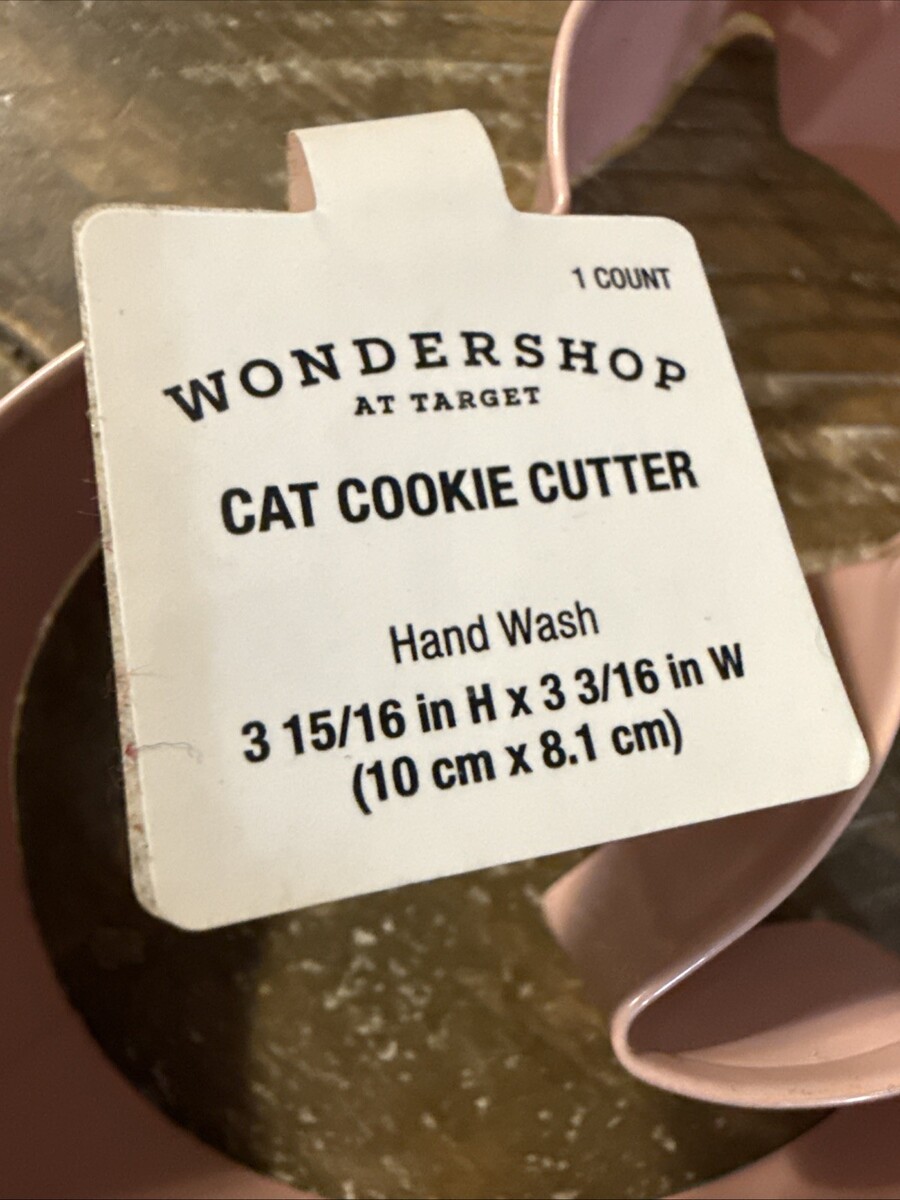 1 COUNT
WONDERSHOP
AT TARGET
CAT COOKIE CUTTER
Hand Wash
3 15/16 in H x 3 3/16 in W
(10 cm x 8.1 cm)